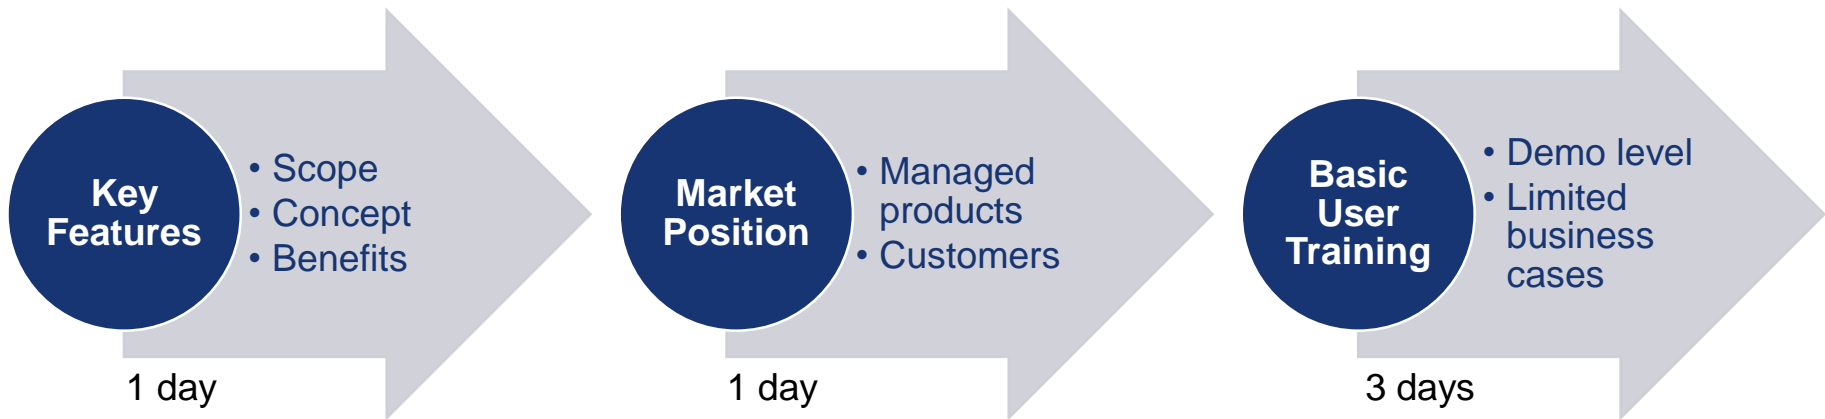 Key
Features
• Scope
• Concept
• Benefits
1 day
Market
Position
• Managed
products
• Customers
1 day
Basic
User
Training
• Demo level
• Limited
business
cases
3 days